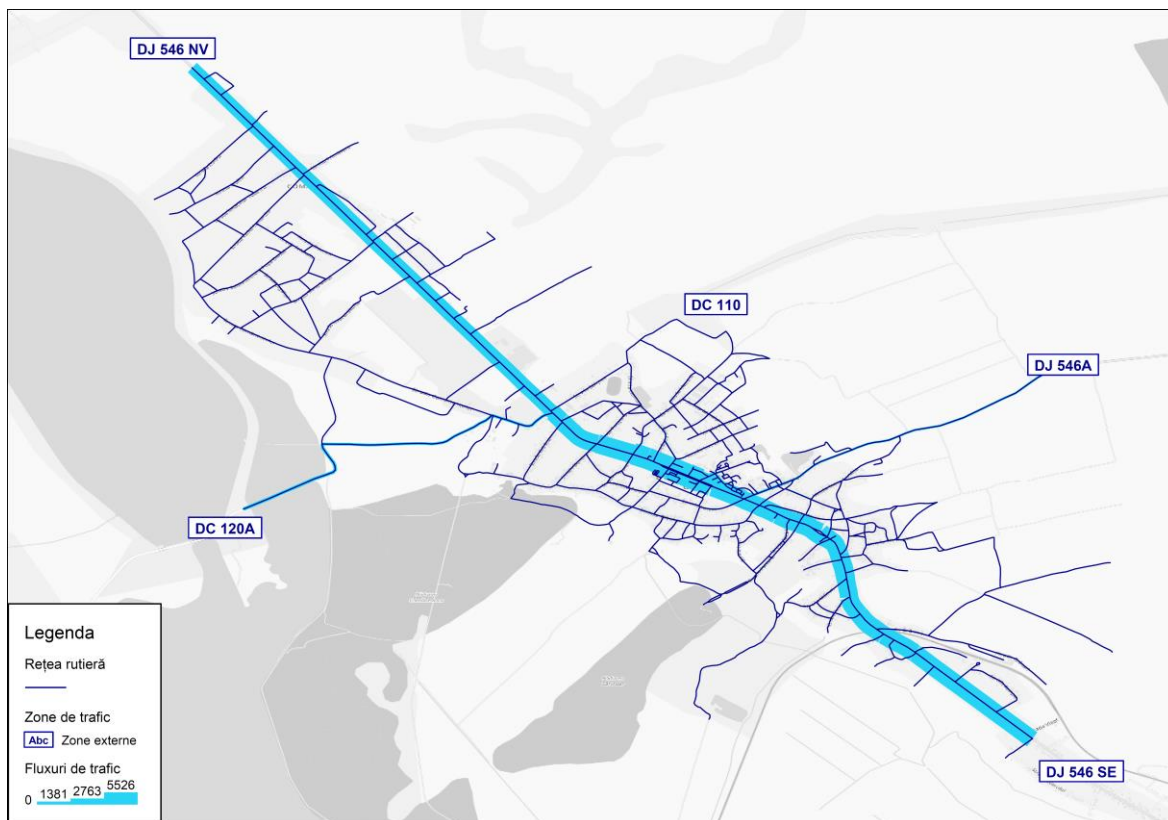 DJ 546 NV
DC 110
DJ 546A
DC 120A
DJ 546 SE
Legenda
Rețea rutieră
Zone de trafic
Abc Zone externe
Fluxuri de trafic
0 1381 2763 5526